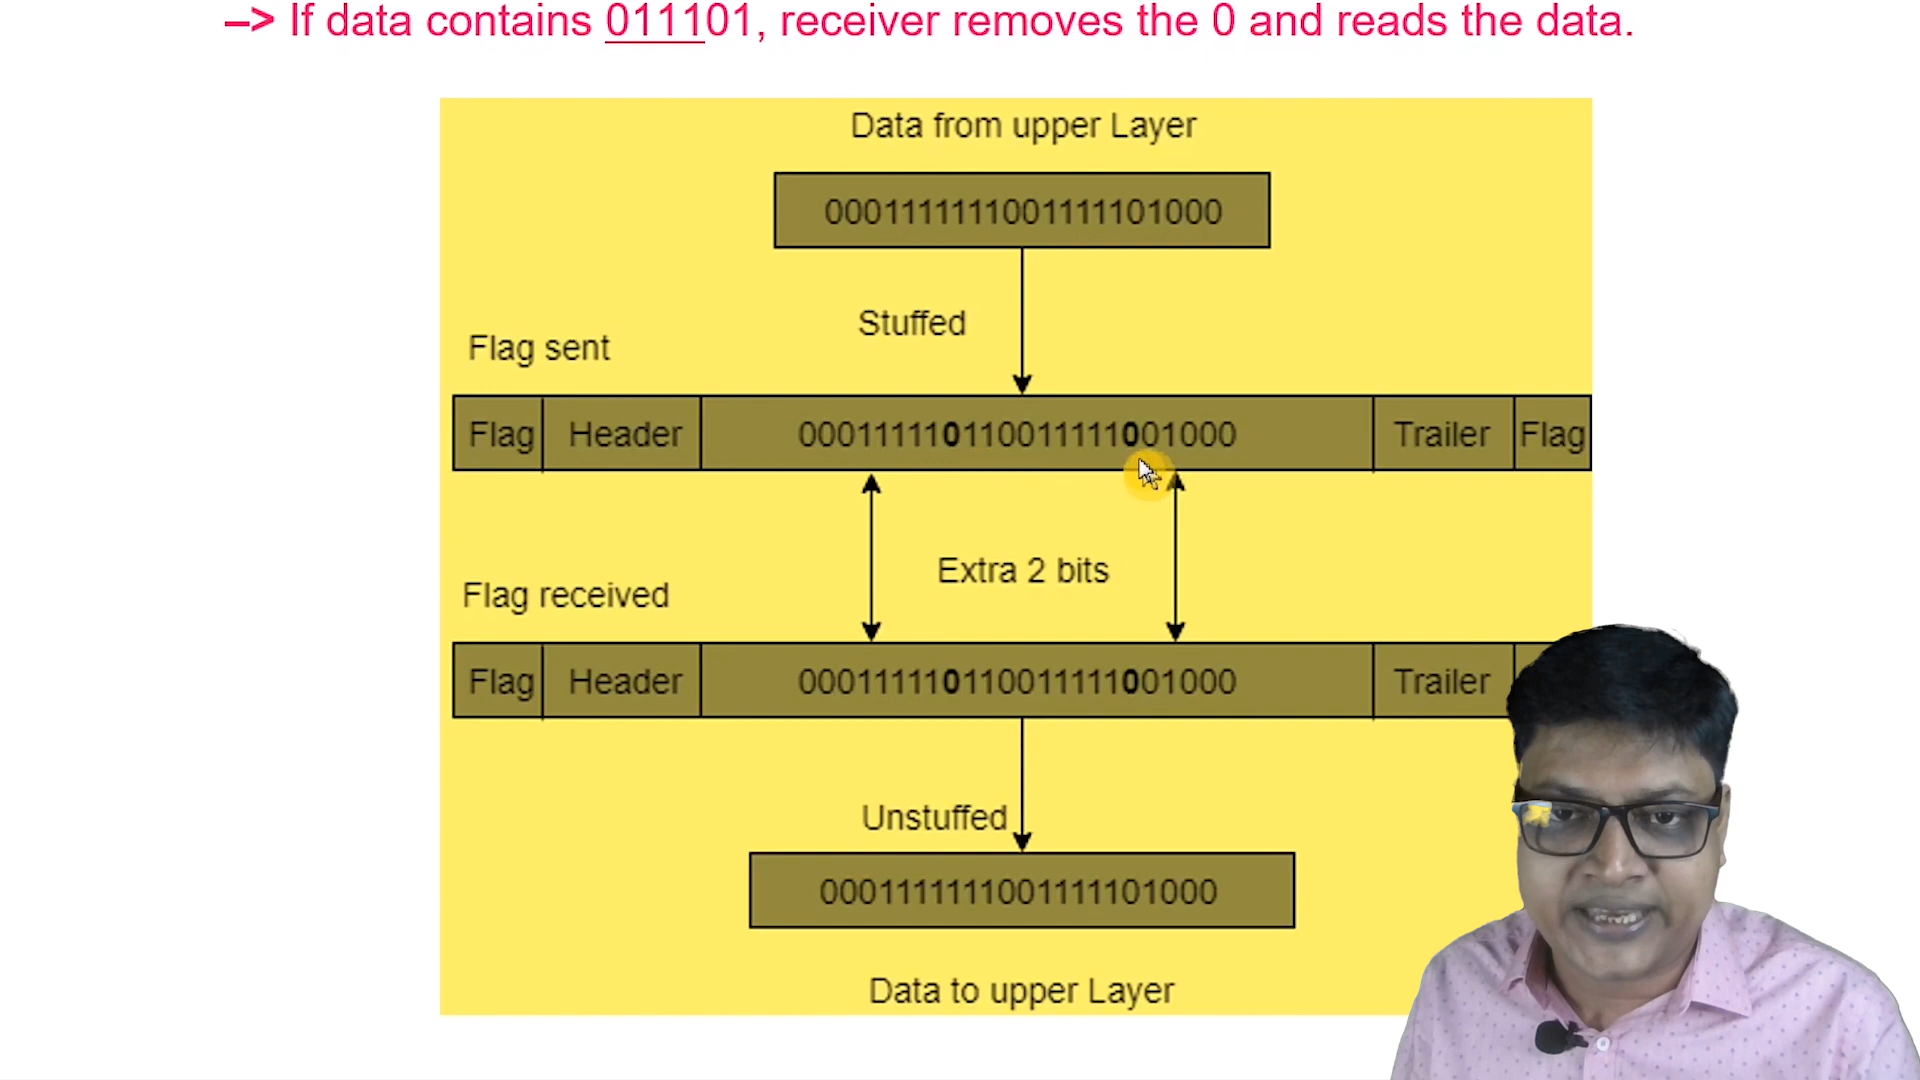 –> If data contains 011101, receiver removes the 0 and reads the data.
Data from upper Layer
0001111111001111101000
Stuffed
Flag sent
Flag Header 000111110110011111001000 Trailer Flag
Extra 2 bits
Flag received
Flag Header 000111110110011111001000 Trailer
Unstuffed
0001111111001111101000
Data to upper Layer